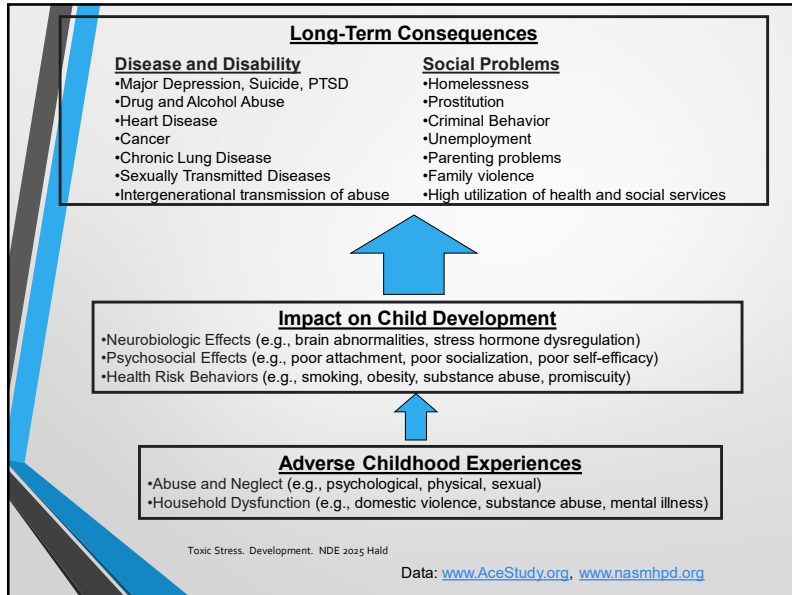 Long-Term Consequences
Disease and Disability
•Major Depression, Suicide, PTSD
•Drug and Alcohol Abuse
•Heart Disease
•Cancer
•Chronic Lung Disease
•Sexually Transmitted Diseases
•Intergenerational transmission of abuse
Social Problems
•Homelessness
•Prostitution
•Criminal Behavior
•Unemployment
•Parenting problems
•Family violence
•High utilization of health and social services
Impact on Child Development
•Neurobiologic Effects (e.g., brain abnormalities, stress hormone dysregulation)
•Psychosocial Effects (e.g., poor attachment, poor socialization, poor self-efficacy)
•Health Risk Behaviors (e.g., smoking, obesity, substance abuse, promiscuity)
Adverse Childhood Experiences
•Abuse and Neglect (e.g., psychological, physical, sexual)
•Household Dysfunction (e.g., domestic violence, substance abuse, mental illness)
Toxic Stress. Development. NDE 2025 Hald
Data: www.AceStudy.org, www.nasmhpd.org